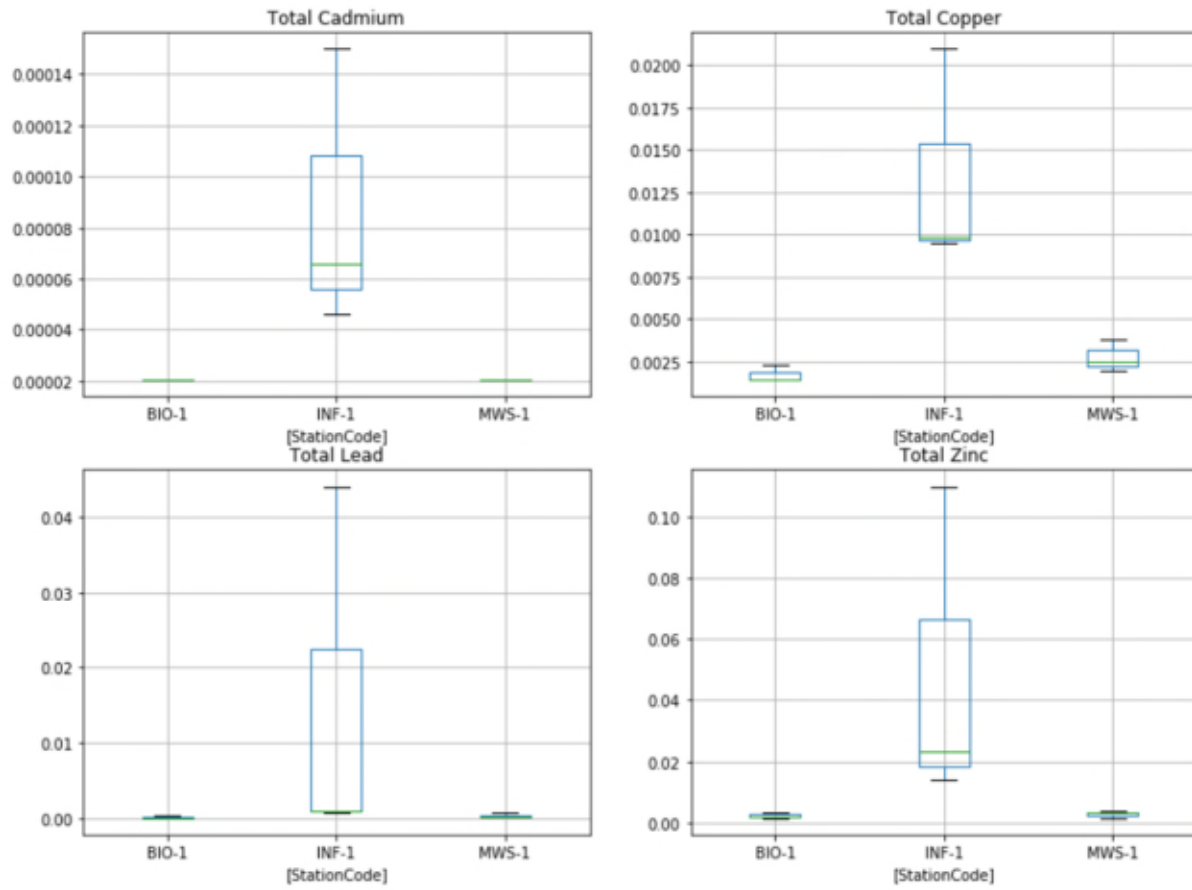 Total Cadmium
0.00014
0.00012
0.00010
0.00008
0.00006
0.00004
0.00002
BIO-1 INF-1 MWS-1
[StationCode]
Total Copper
0.0200
0.0175
0.0150
0.0125
0.0100
0.0075
0.0050
0.0025
BIO-1 INF-1 MWS-1
[StationCode]
Total Lead
0.04
0.03
0.02
0.01
0.00
BIO-1 INF-1 MWS-1
[StationCode]
Total Zinc
0.10
0.08
0.06
0.04
0.02
0.00
BIO-1 INF-1 MWS-1
[StationCode]